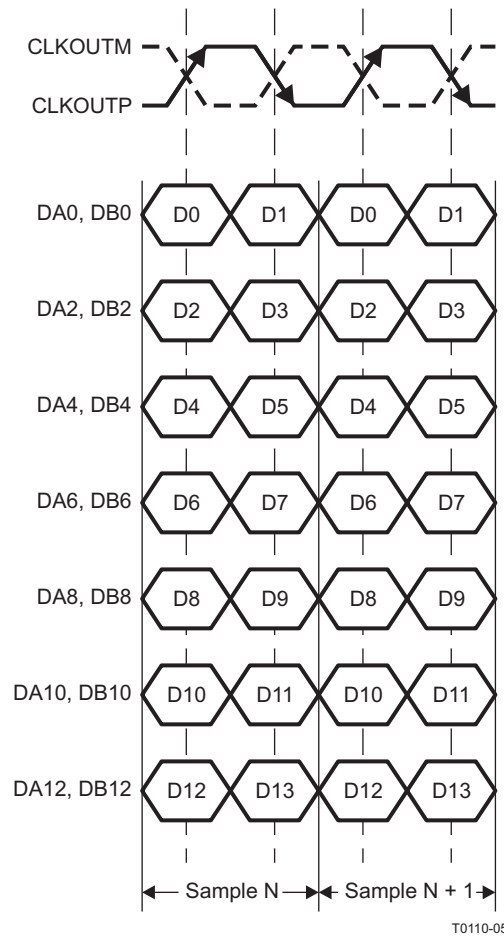 CLKOUTM
CLKOUTP
DA0, DB0 D0 D1 D0 D1
DA2, DB2 D2 D3 D2 D3
DA4, DB4 D4 D5 D4 D5
DA6, DB6 D6 D7 D6 D7
DA8, DB8 D8 D9 D8 D9
DA10, DB10 D10 D11 D10 D11
DA12, DB12 D12 D13 D12 D13
Sample N Sample N + 1
T0110-05